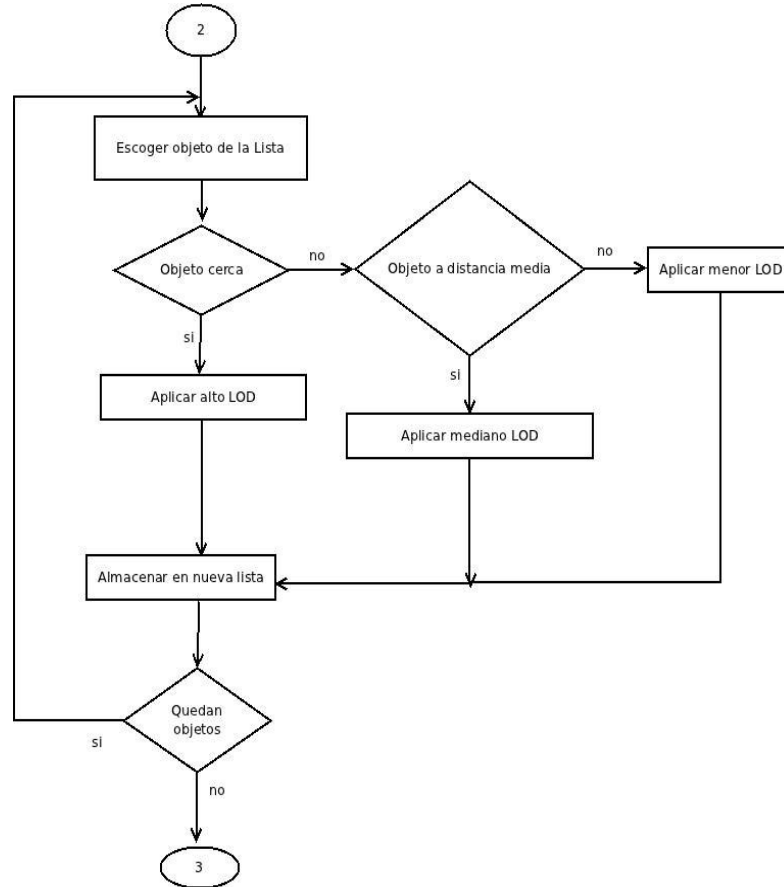 2
Escoger objeto de la Lista
Objeto cerca
no
Objeto a distancia media
no
Aplicar menor LOD
si
Aplicar alto LOD
si
Aplicar mediano LOD
Almacenar en nueva lista
Quedan
objetos
si
no
3